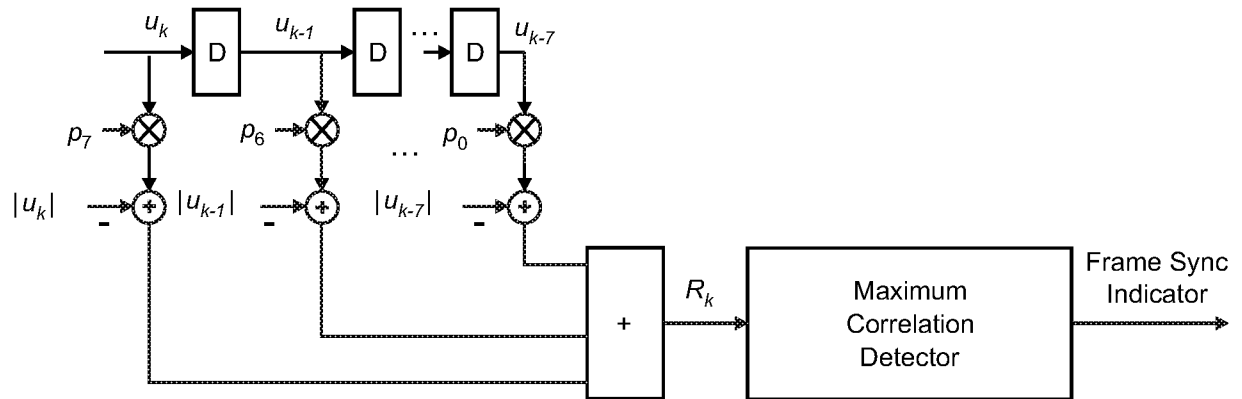 u_k u_{k-1} ... u_{k-7}
D D D
p_7 p_6 ... p_0
|u_k| - + |u_{k-1}| - + |u_{k-7}| - +
+
R_k
Maximum
Correlation
Detector
Frame Sync
Indicator